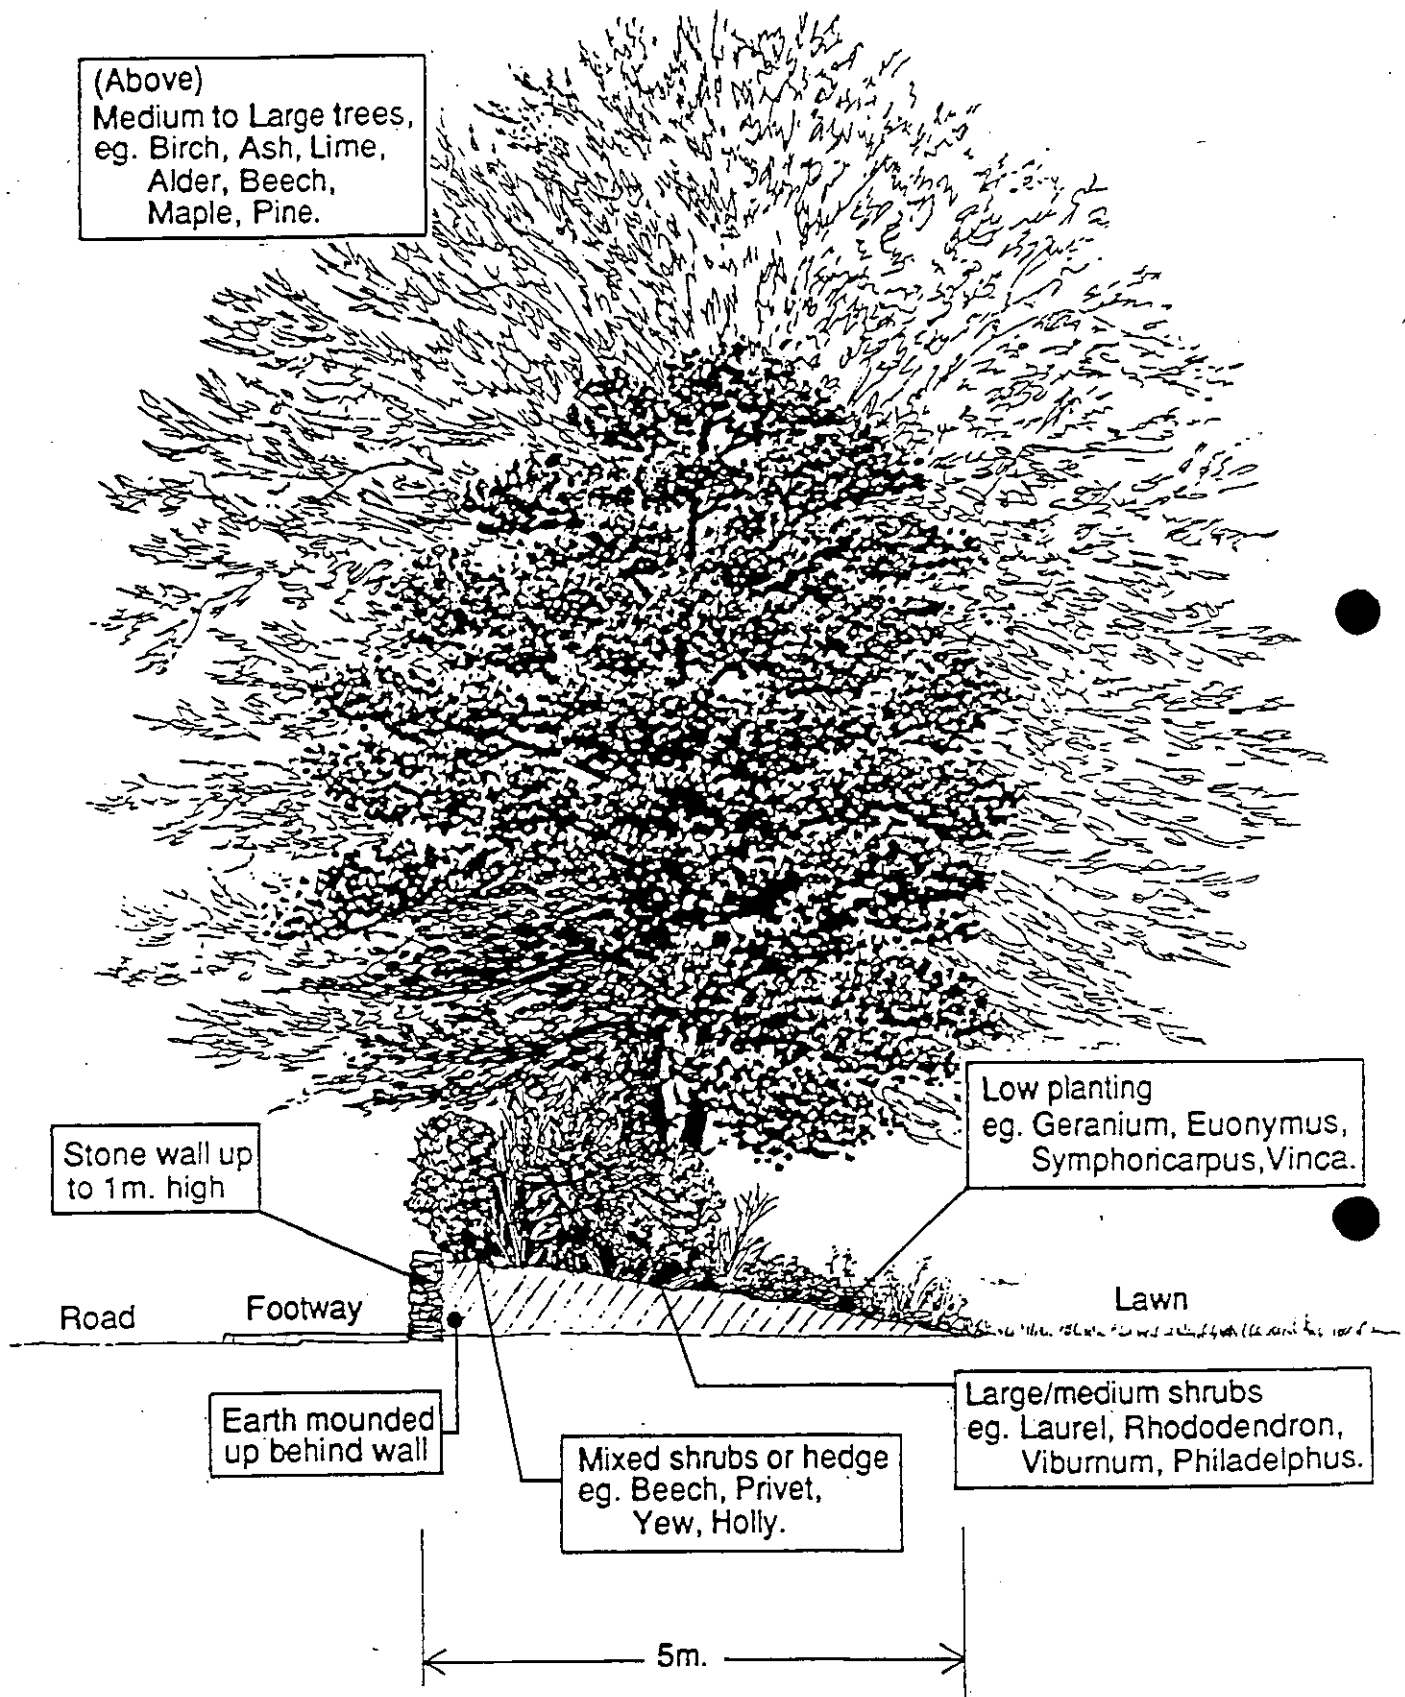 (Above)
Medium to Large trees,
eg. Birch, Ash, Lime,
Alder, Beech,
Maple, Pine.
Low planting
eg. Geranium, Euonymus,
Symphoricarpus, Vinca.
Stone wall up
to 1m. high
Road
Footway
Lawn
Earth mounded
up behind wall
Mixed shrubs or hedge
eg. Beech, Privet,
Yew, Holly.
Large/medium shrubs
eg. Laurel, Rhododendron,
Viburnum, Philadelphus.
5m.